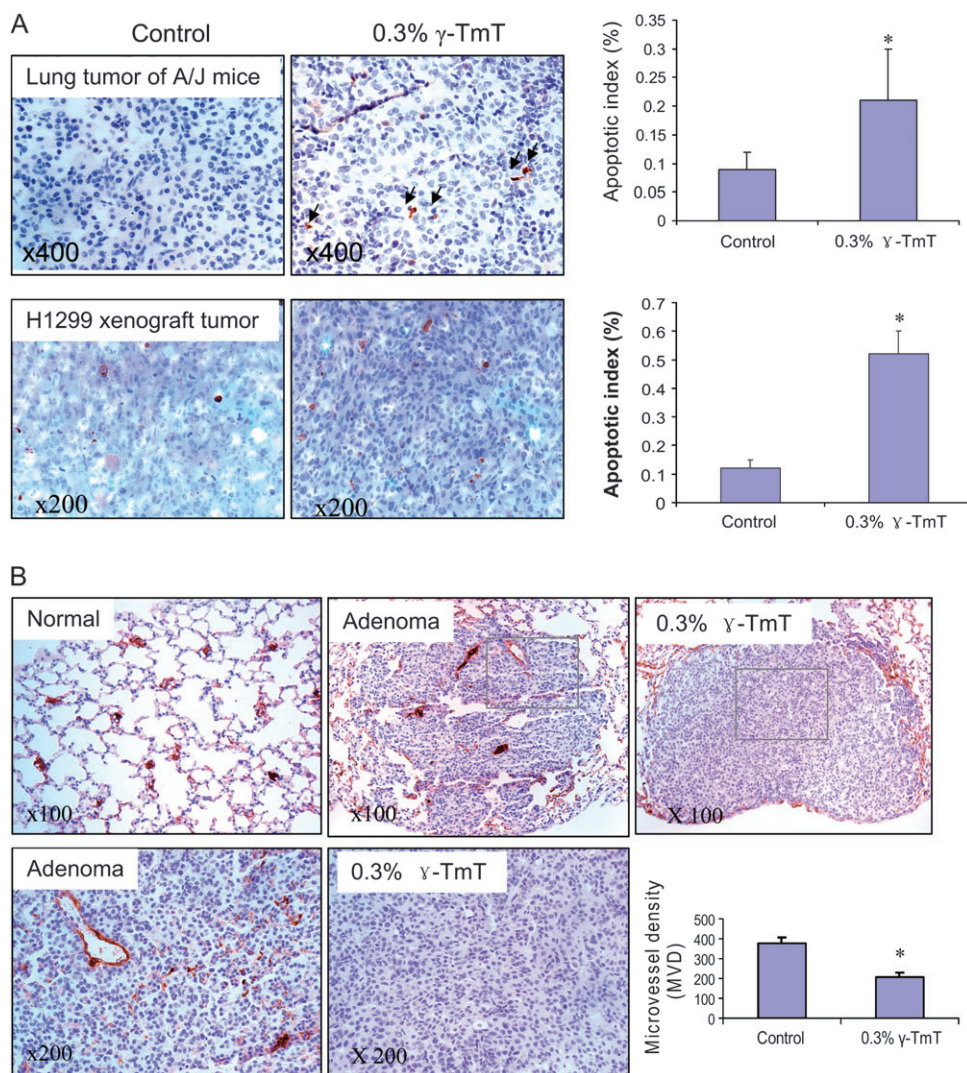 A
Control
0.3% γ-TmT
Lung tumor of A/J mice
x400
x400
Apoptotic index (%)
0.35
0.3
0.25
0.2
0.15
0.1
0.05
0
*
Control
0.3% ɣ-TmT
H1299 xenograft tumor
x200
x200
Apoptotic index (%)
0.7
0.6
0.5
0.4
0.3
0.2
0.1
0
*
Control
0.3% ɣ-TmT
B
Normal
x100
Adenoma
x100
0.3% ɣ-TmT
X 100
Adenoma
x200
0.3% ɣ-TmT
X 200
Microvessel density
(MVD)
500
400
300
200
100
0
*
Control
0.3% γ-TmT